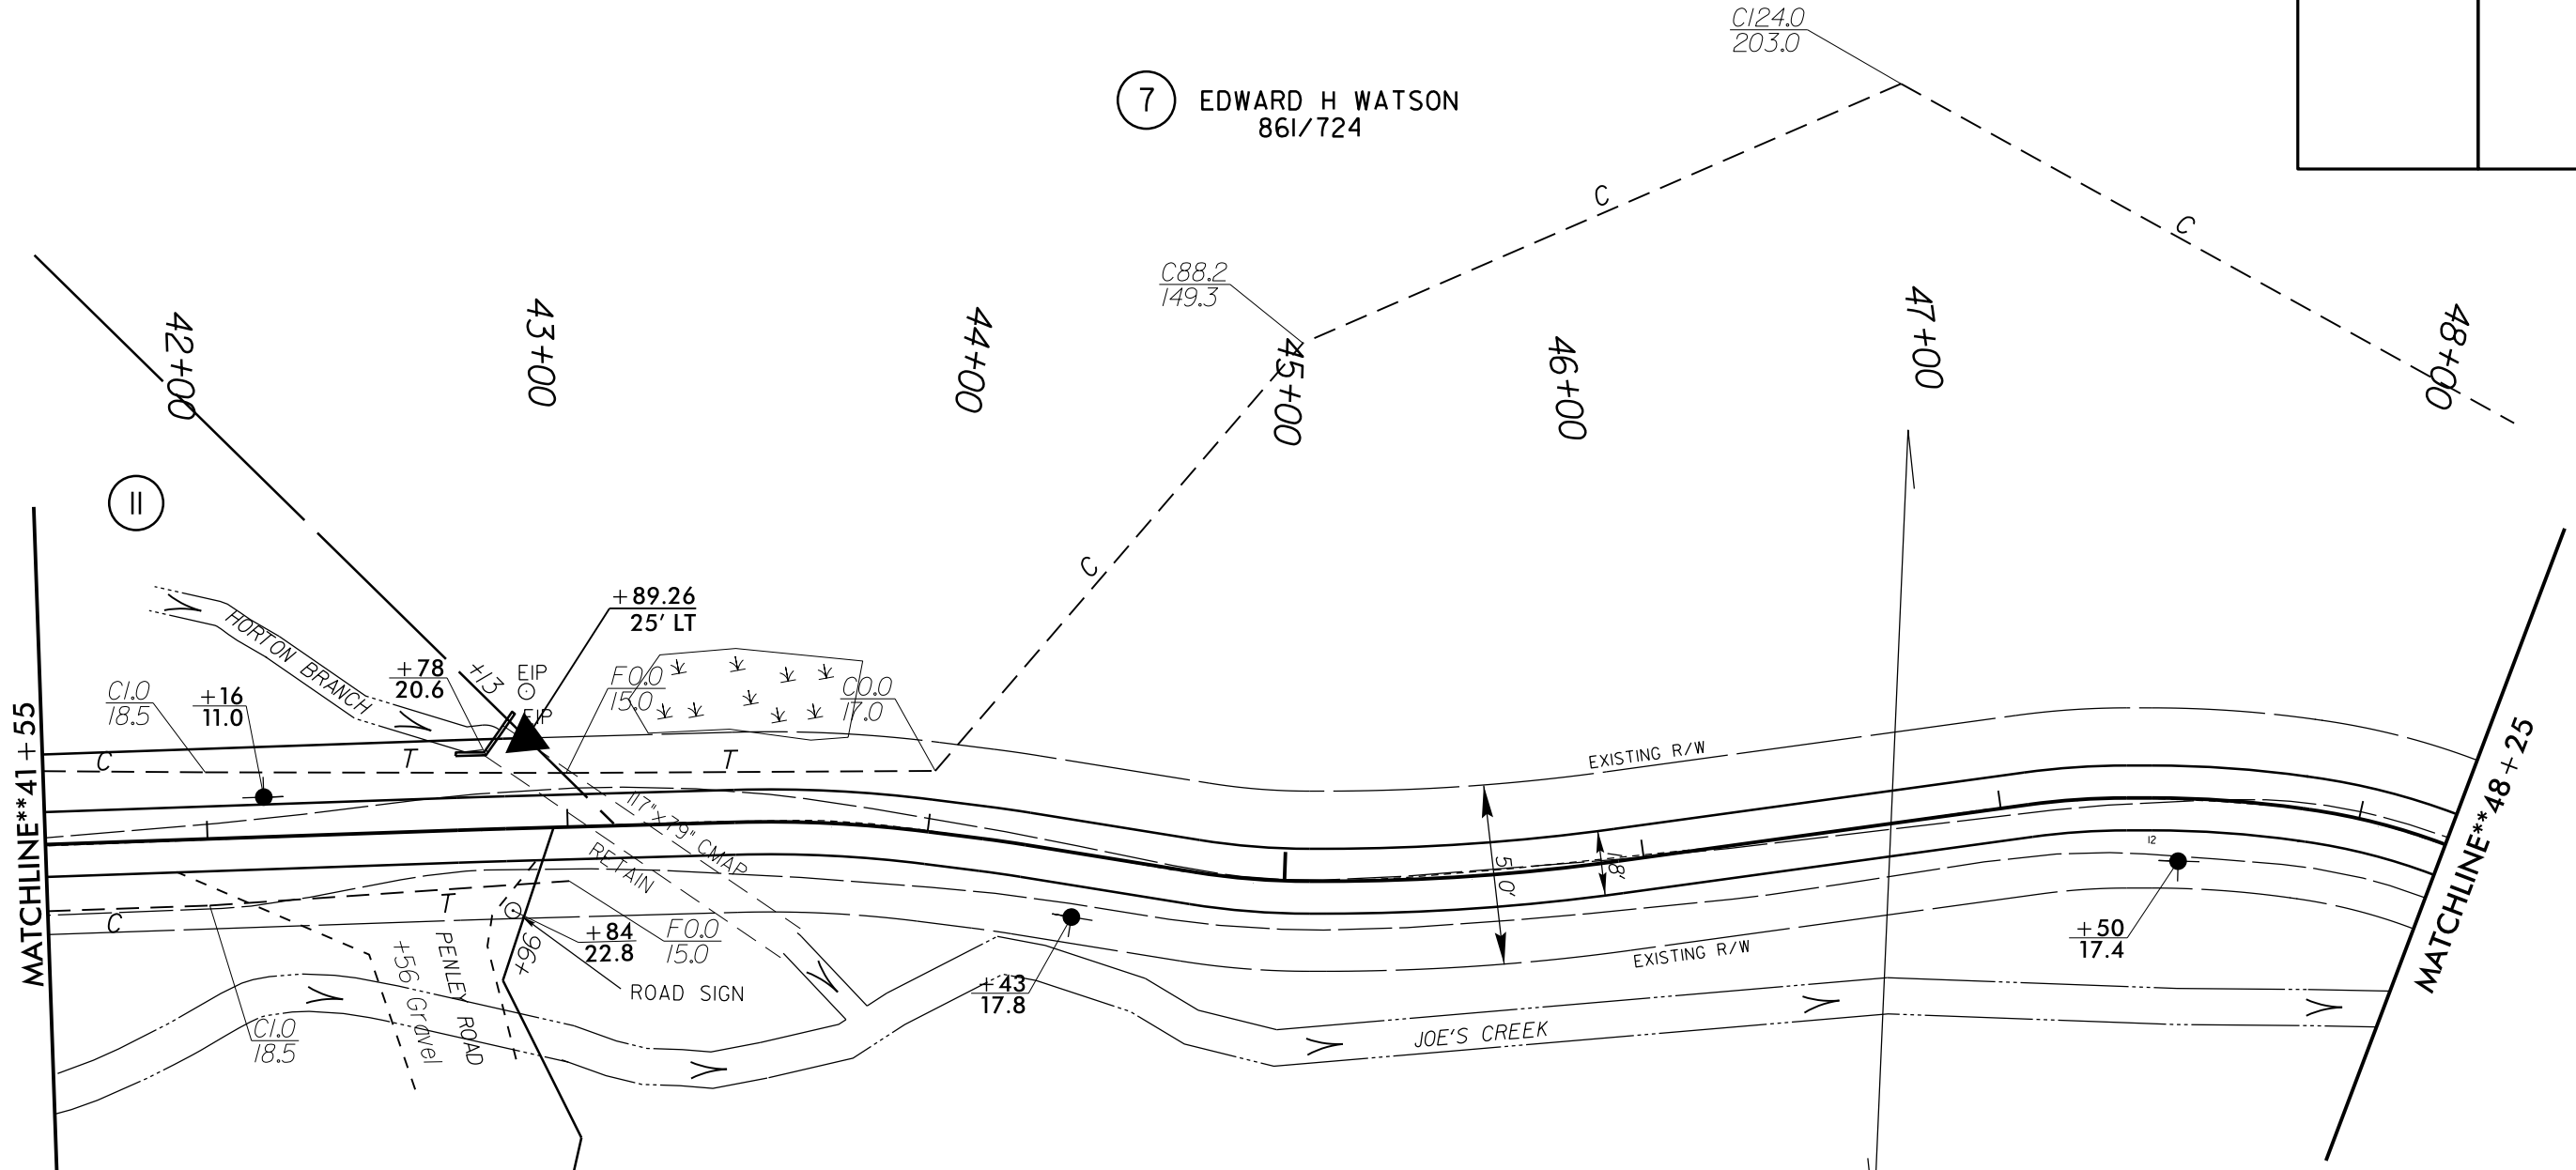 C124.0
203.0
7 EDWARD H WATSON
861/724
C
C
C88.2
149.3
42+00
43+00
44+00
45+00
46+00
47+00
48+00
11
C
+89.26
25' LT
HORTON BRANCH
+78
20.6
+13
EIP
EIP
F0.0
15.0
C0.0
17.0
C1.0
18.5
+16
11.0
MATCHLINE**41+55
C
T
T
EXISTING R/W
MATCHLINE**48+25
117"x79" CMAP
RETAIN
50'
18'
12
C
T
+84
22.8
F0.0
15.0
+96
+56 Gravel
PENLEY ROAD
ROAD SIGN
+43
17.8
EXISTING R/W
+50
17.4
C1.0
18.5
JOE'S CREEK